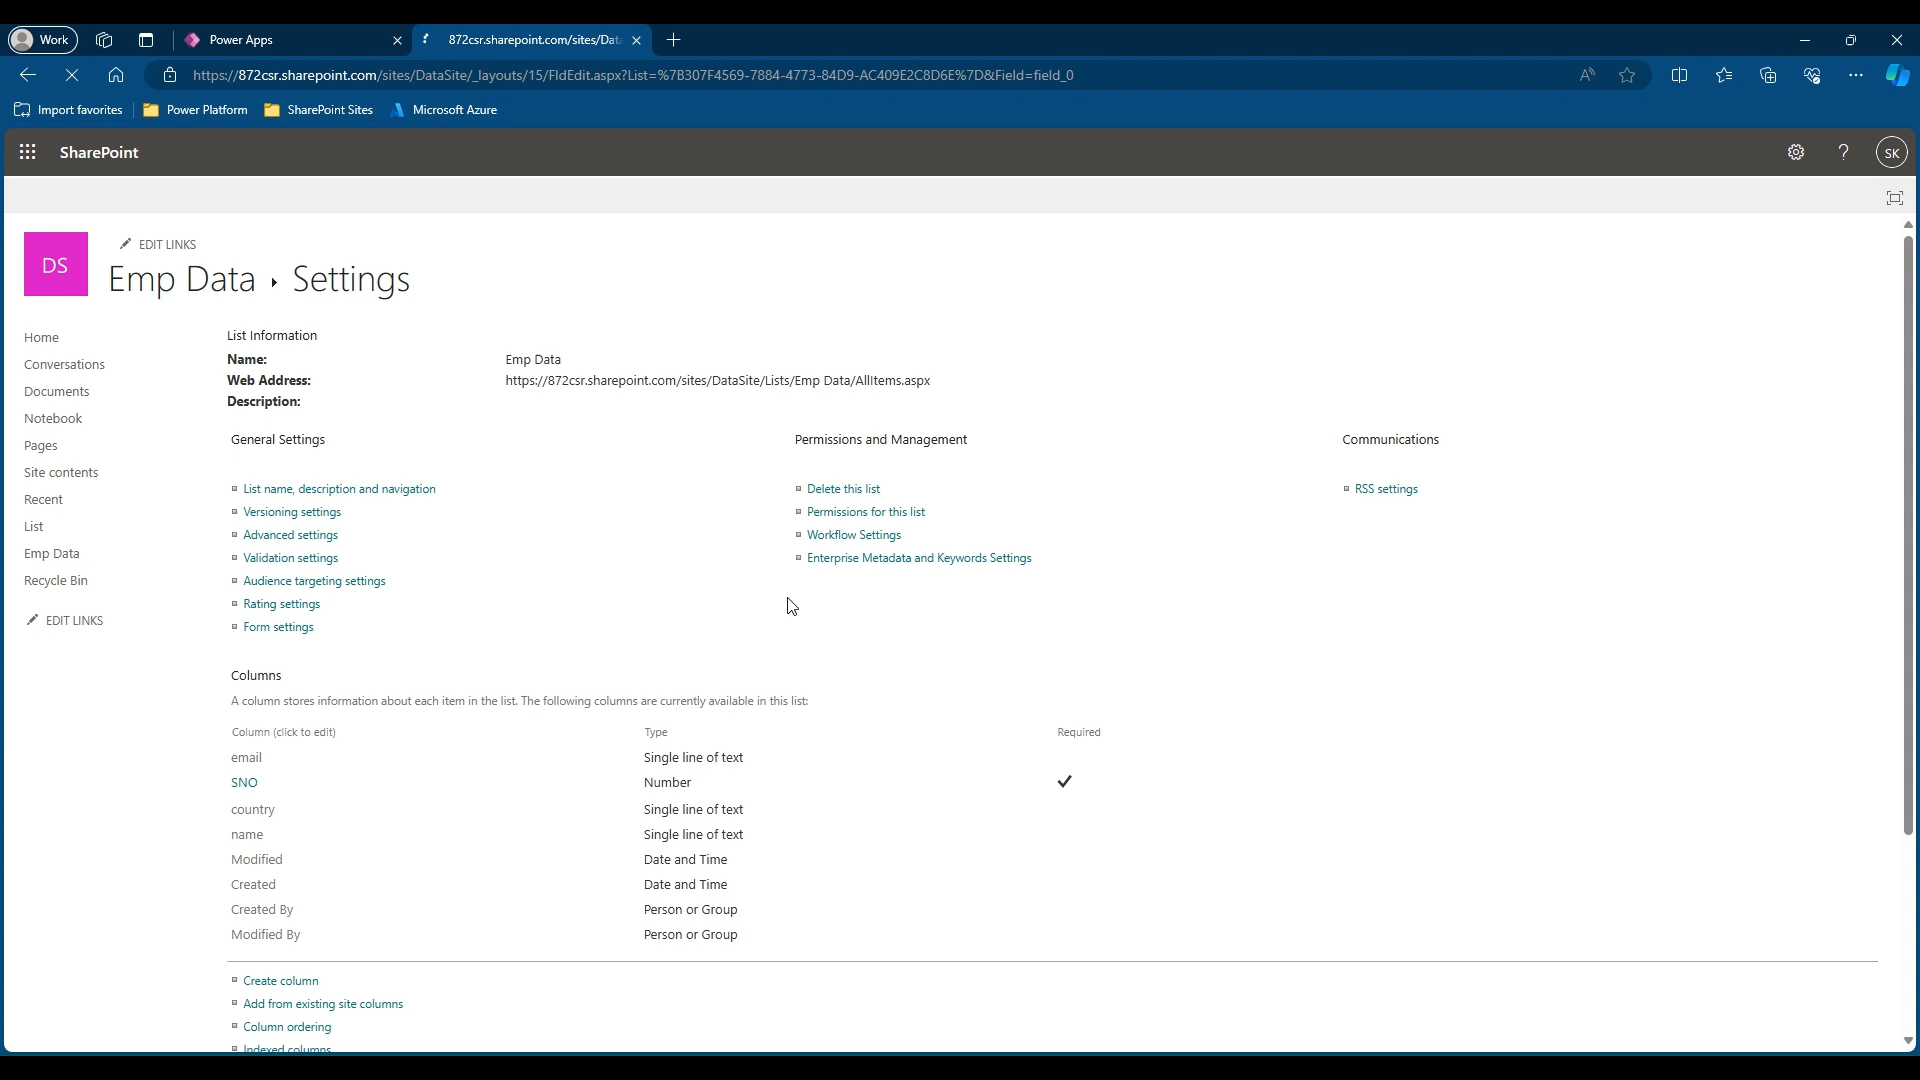 Work
Power Apps
872csr.sharepoint.com/sites/Data
https://872csr.sharepoint.com/sites/DataSite/_layouts/15/FldEdit.aspx?List=%7B307F4569-7884-4773-84D9-AC409E2C8D6E%7D&Field=field_0
Import favorites
Power Platform
SharePoint Sites
Microsoft Azure
SharePoint
SK
DS
EDIT LINKS
Emp Data Settings
Home
Conversations
Documents
Notebook
Pages
Site contents
Recent
List
Emp Data
Recycle Bin
EDIT LINKS
List Information
Name: Emp Data
Web Address: https://872csr.sharepoint.com/sites/DataSite/Lists/Emp Data/AllItems.aspx
Description:
General Settings
List name, description and navigation
Versioning settings
Advanced settings
Validation settings
Audience targeting settings
Rating settings
Form settings
Permissions and Management
Delete this list
Permissions for this list
Workflow Settings
Enterprise Metadata and Keywords Settings
Communications
RSS settings
Columns
A column stores information about each item in the list. The following columns are currently available in this list:
Column (click to edit) Type Required
email Single line of text
SNO Number
country Single line of text
name Single line of text
Modified Date and Time
Created Date and Time
Created By Person or Group
Modified By Person or Group
Create column
Add from existing site columns
Column ordering
Indexed columns